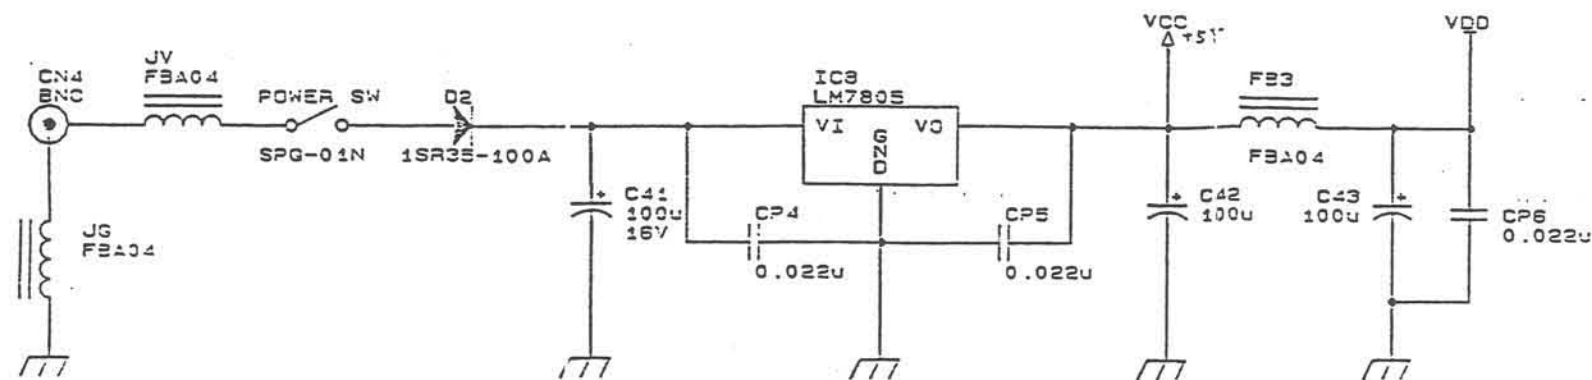 CN4
BNC
JV
FBA04
POWER SW
SPG-01N
D2
1SR35-100A
JG
FBA04
C41
100u
16V
CP4
0.022u
IC8
LM7805
VI
GND
VO
CP5
0.022u
VCC
+5V
C42
100u
FB3
FBA04
C43
100u
VDD
CP6
0.022u